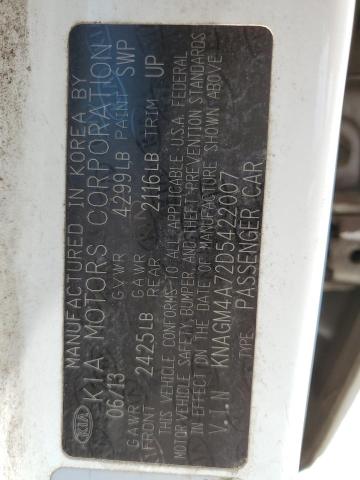 MANUFACTURED IN KOREA BY
KIA KIA MOTORS CORPORATION
06/13 GVWR 4299LB PAINT SWP
GAWR FRONT 2425LB GAWR REAR 2116LB TRIM UP
THIS VEHICLE CONFORMS TO ALL APPLICABLE U.S.A FEDERAL
MOTOR VEHICLE SAFETY, BUMPER, AND THEFT PREVENTION STANDARDS
IN EFFECT ON THE DATE OF MANUFACTURE SHOWN ABOVE.
V.I.N KNAGM4A72D5422007
TYPE PASSENGER CAR